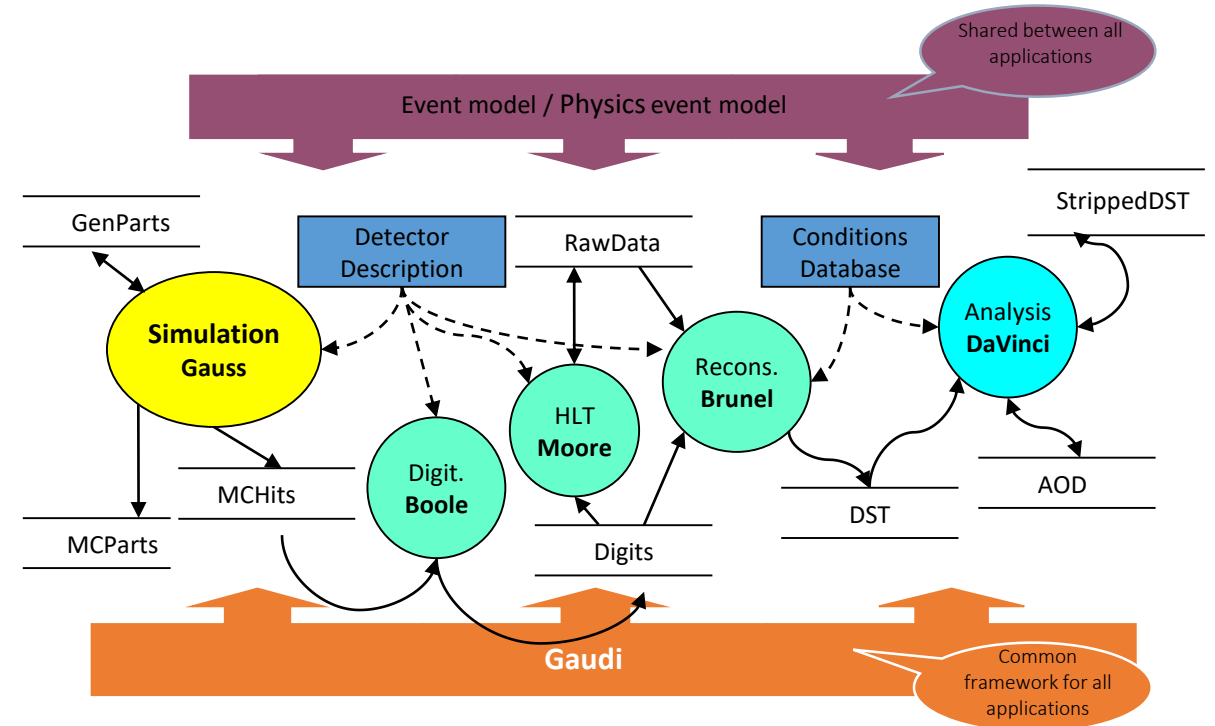 Shared between all
applications
Event model / Physics event model
GenParts
Detector
Description
RawData
Conditions
Database
StrippedDST
Simulation
Gauss
Analysis
DaVinci
Recons.
Brunel
HLT
Moore
Digit.
Boole
MCHits
MCParts
Digits
DST
AOD
Gaudi
Common
framework for all
applications